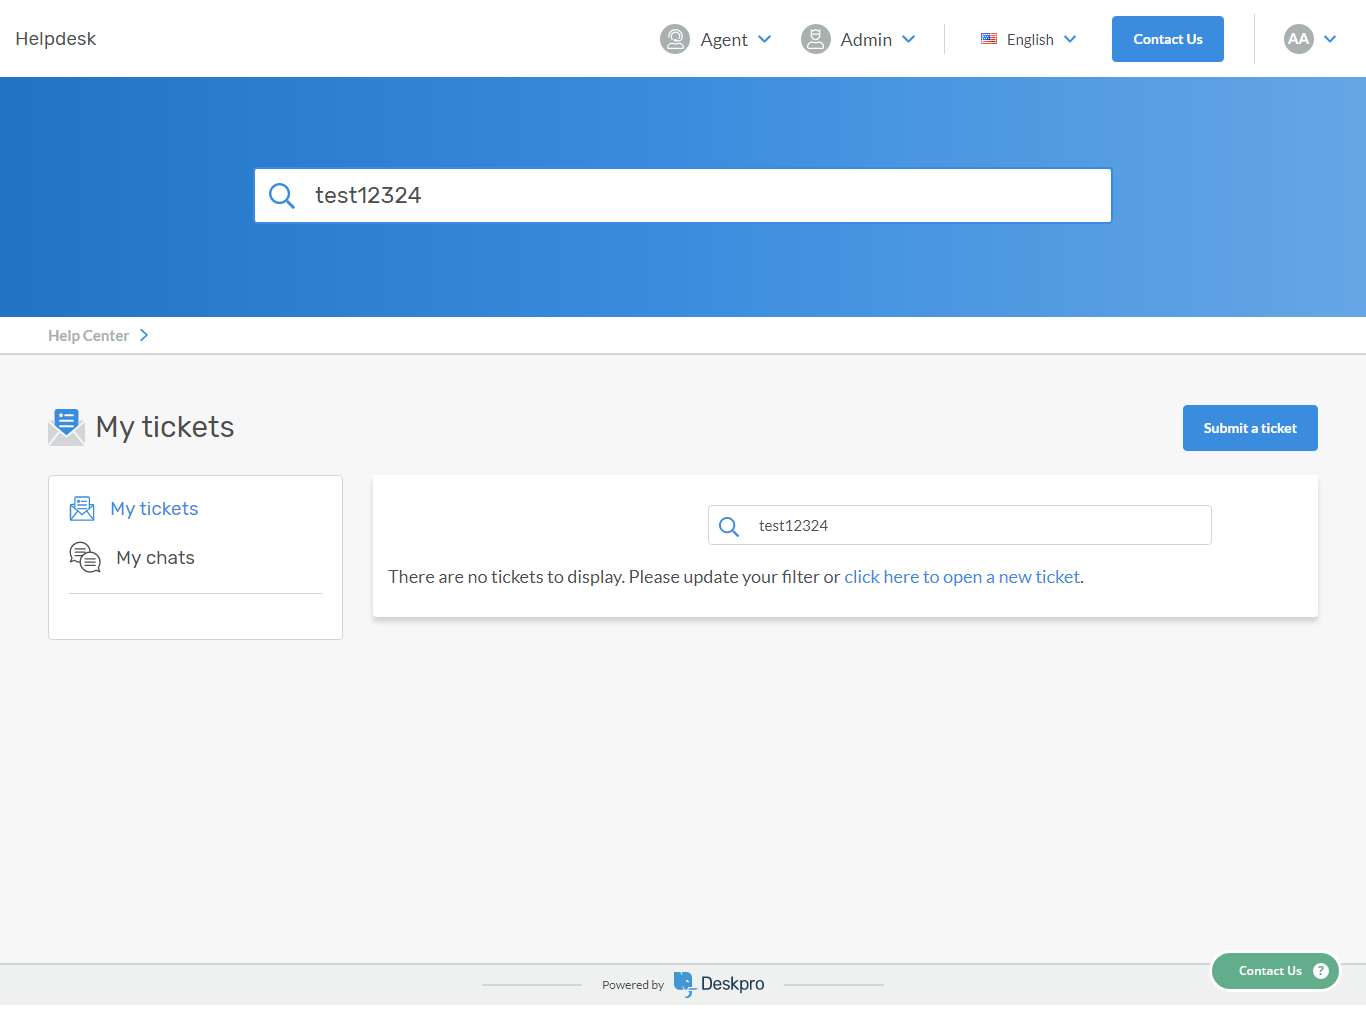 Helpdesk
Agent
Admin
English
Contact Us
AA
test12324
Help Center
My tickets
Submit a ticket
My tickets
My chats
test12324
There are no tickets to display. Please update your filter or click here to open a new ticket.
Powered by Deskpro
Contact Us ?